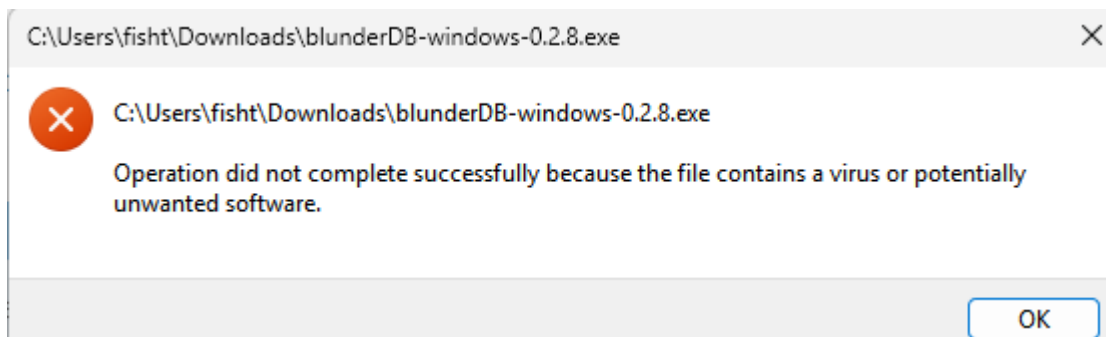 C:\Users\fisht\Downloads\blunderDB-windows-0.2.8.exe
C:\Users\fisht\Downloads\blunderDB-windows-0.2.8.exe
Operation did not complete successfully because the file contains a virus or potentially
unwanted software.
OK